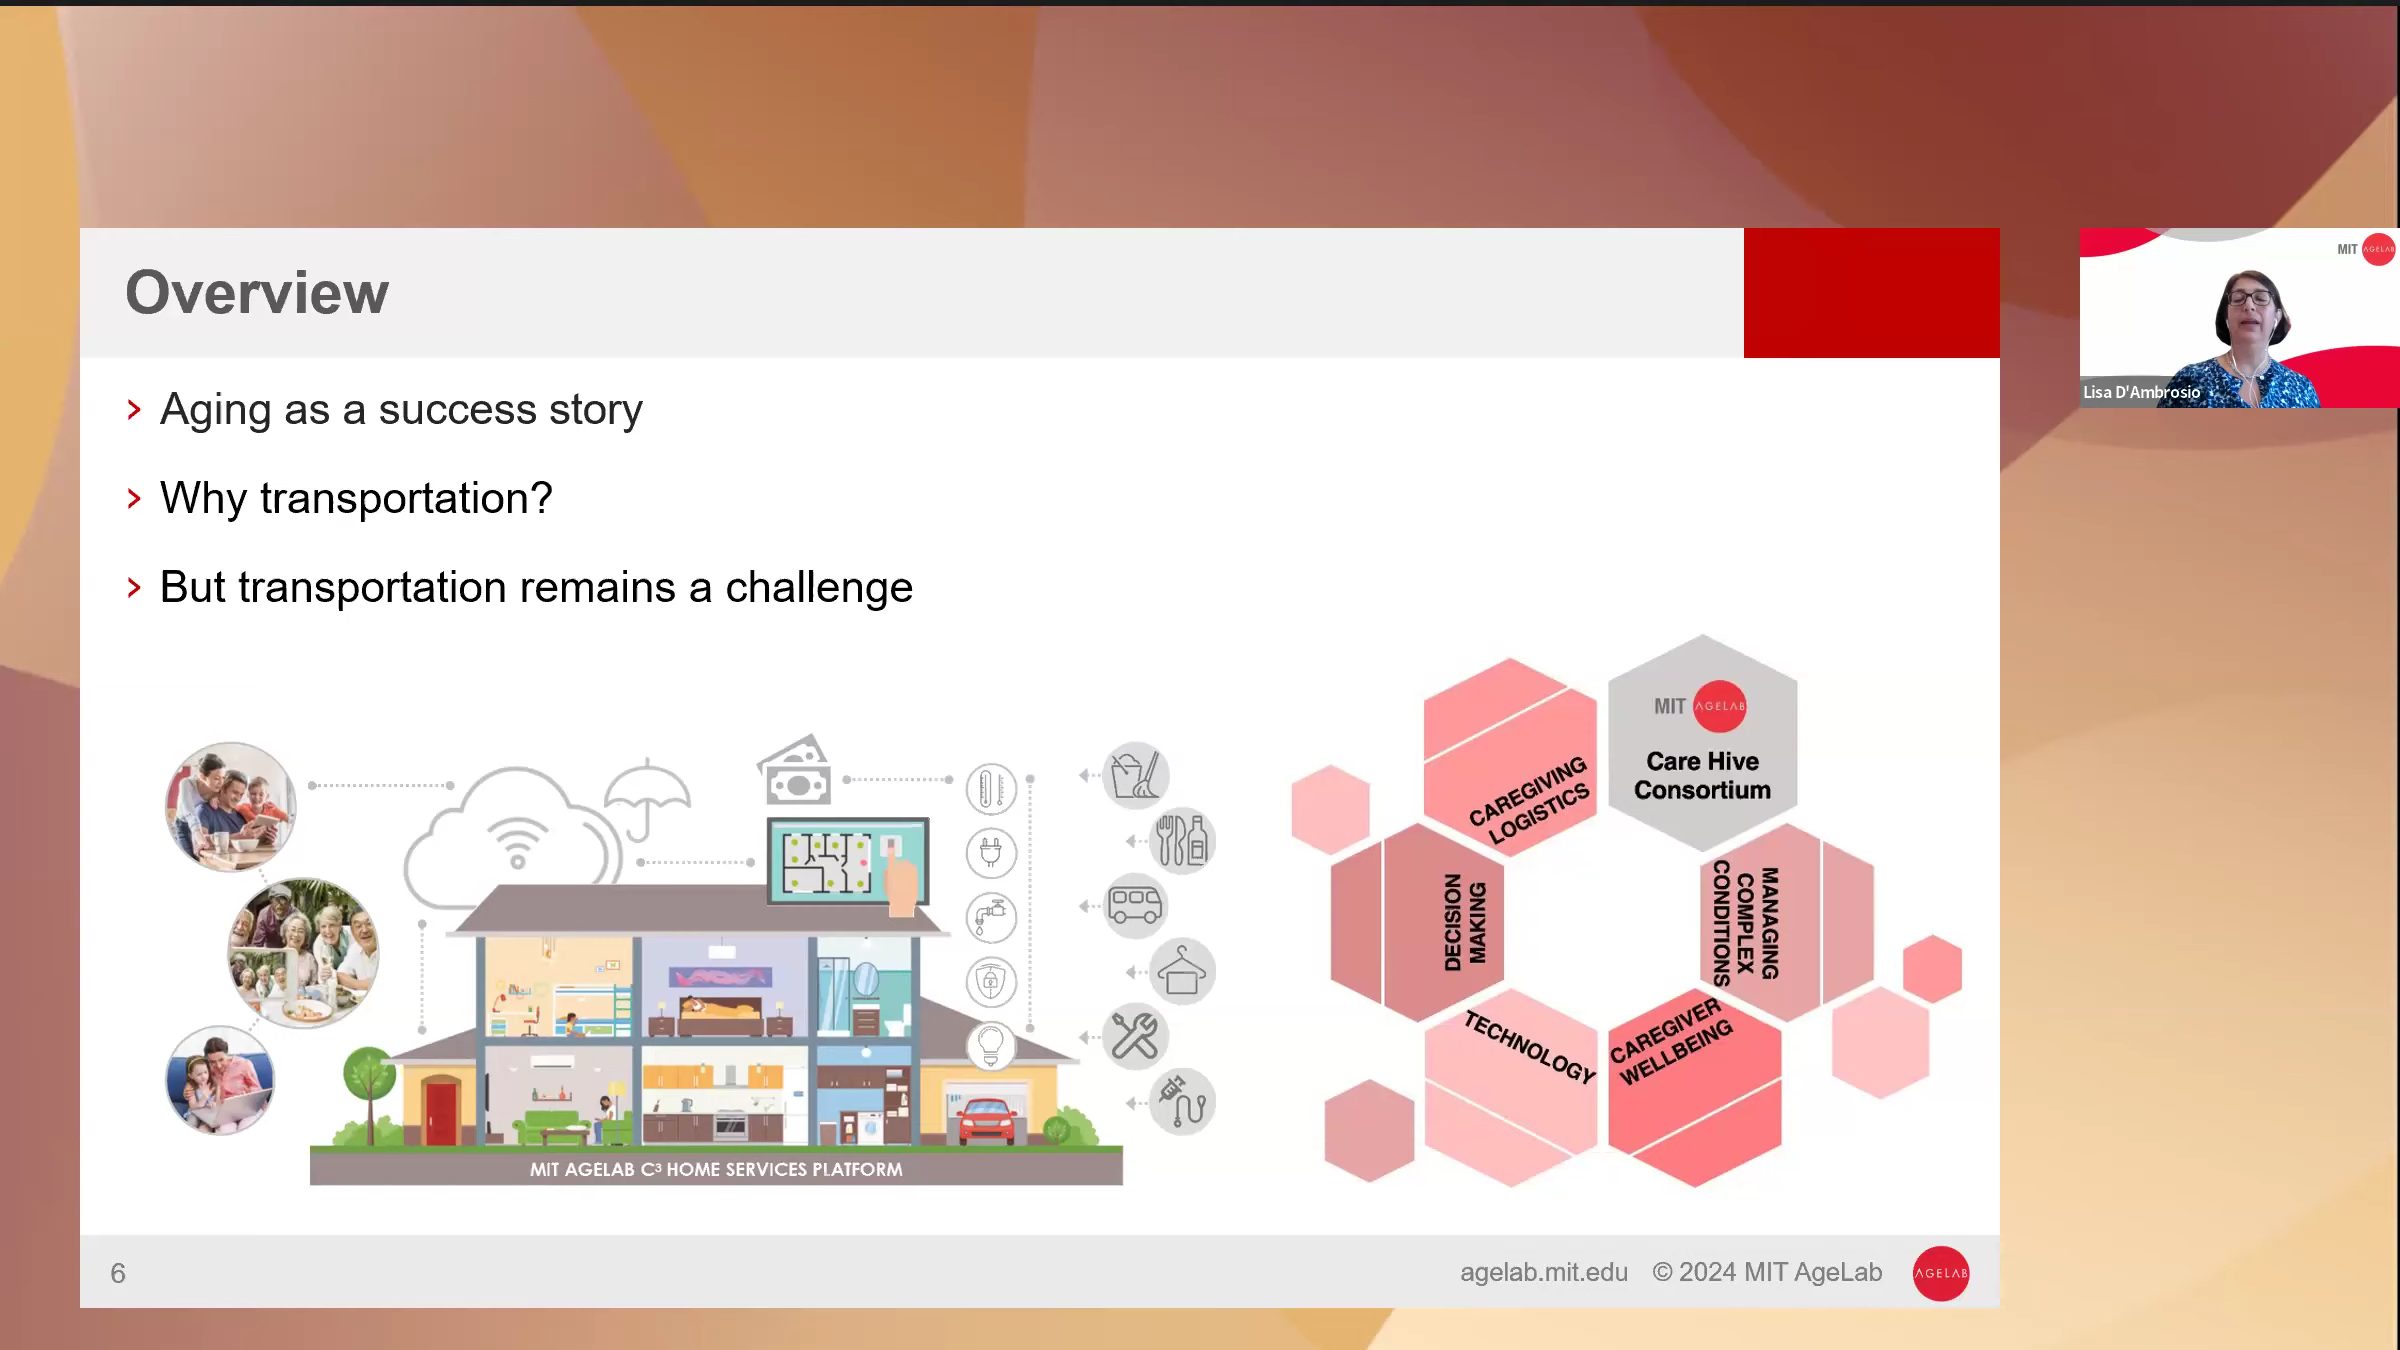 Overview
› Aging as a success story
› Why transportation?
› But transportation remains a challenge
MIT AGELAB
Lisa D'Ambrosio
MIT AGELAB C³ HOME SERVICES PLATFORM
MIT AGELAB
Care Hive
Consortium
CAREGIVING
LOGISTICS
DECISION
MAKING
MANAGING
COMPLEX
CONDITIONS
TECHNOLOGY
CAREGIVER
WELLBEING
6
agelab.mit.edu © 2024 MIT AgeLab
AGELAB